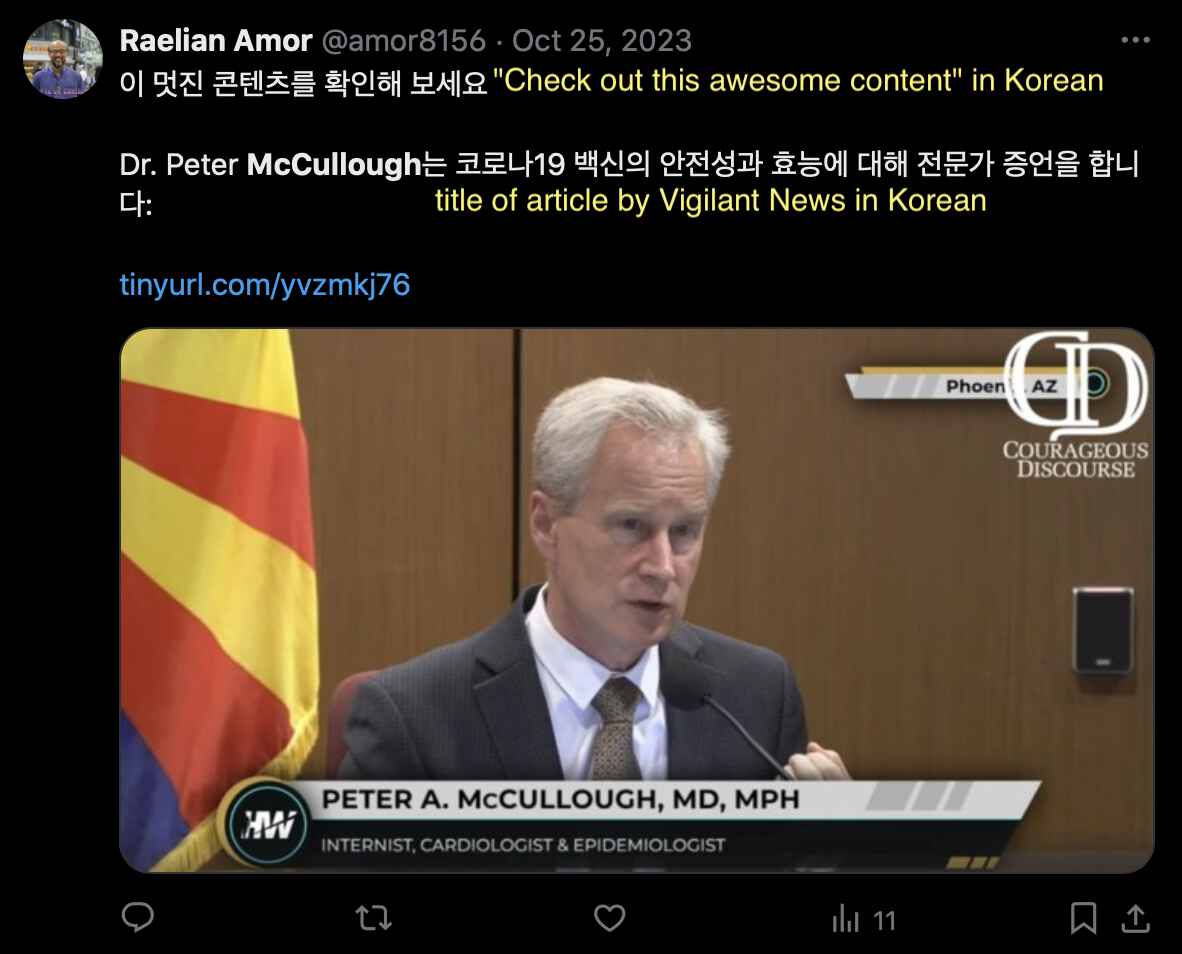 Raelian Amor @amor8156 · Oct 25, 2023
이 멋진 콘텐츠를 확인해 보세요 "Check out this awesome content" in Korean
Dr. Peter McCullough는 코로나19 백신의 안전성과 효능에 대해 전문가 증언을 합니
다:
title of article by Vigilant News in Korean
tinyurl.com/yvzmkj76
AZ
CD
COURAGEOUS
DISCOURSE
HW
PETER A. McCULLOUGH, MD, MPH
INTERNIST, CARDIOLOGIST & EPIDEMIOLOGIST
11